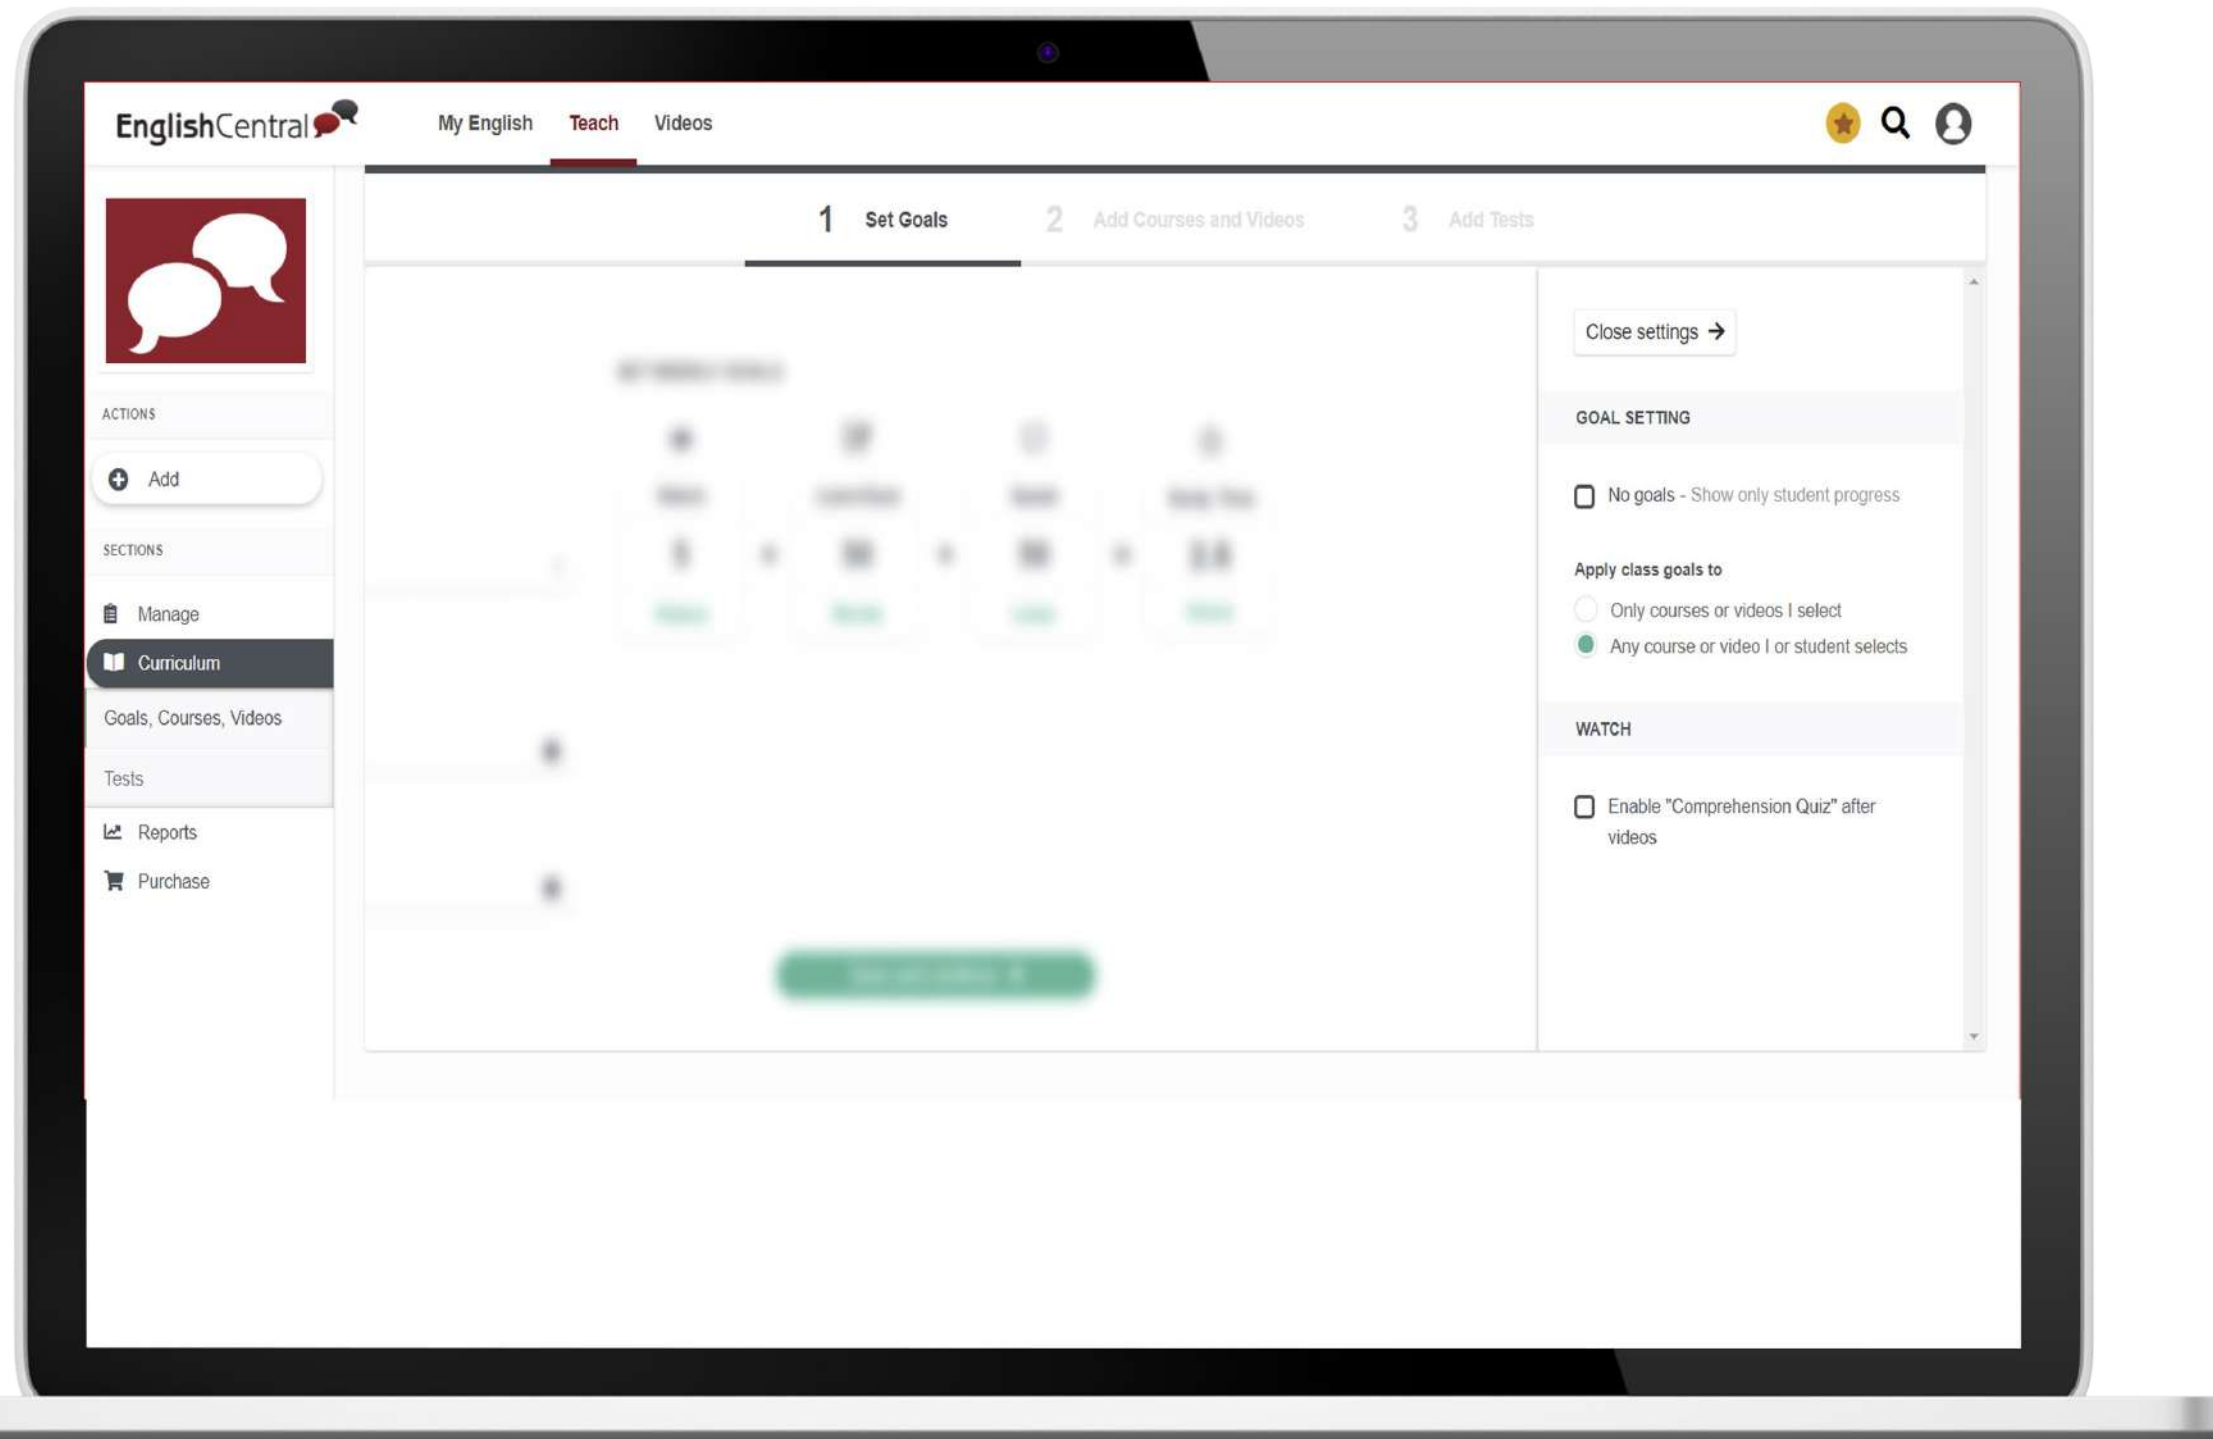 EnglishCentral
My English Teach Videos
1 Set Goals 2 Add Courses and Videos 3 Add Tests
ACTIONS
Add
SECTIONS
Manage
Curriculum
Goals, Courses, Videos
Tests
Reports
Purchase
Close settings →
GOAL SETTING
No goals - Show only student progress
Apply class goals to
Only courses or videos I select
Any course or video I or student selects
WATCH
Enable "Comprehension Quiz" after
videos